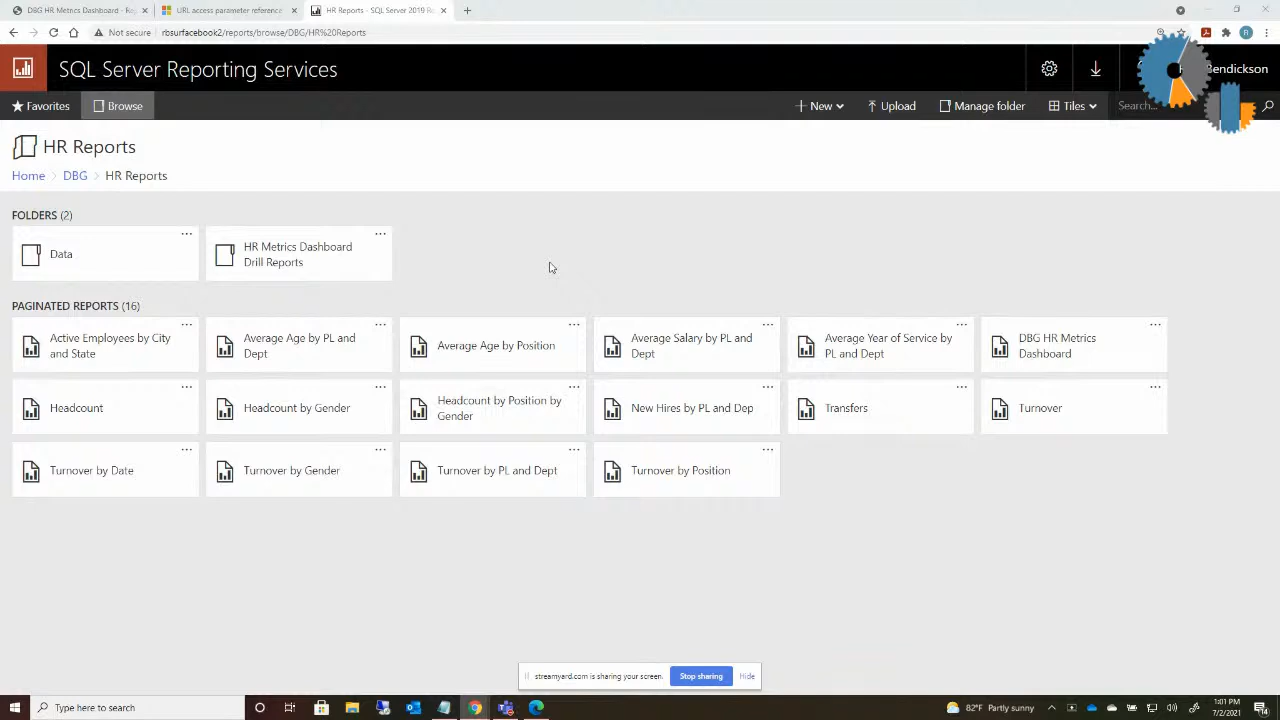 DBG HR Metrics Dashboard - Rep
URL access parameter reference
HR Reports - SQL Server 2019 Re
Not secure
rbsurfacebook2/reports/browse/DBG/HR%20Reports
SQL Server Reporting Services
Bendickson
Favorites
Browse
New
Upload
Manage folder
Tiles
Search...
HR Reports
Home > DBG > HR Reports
FOLDERS (2)
Data
HR Metrics Dashboard
Drill Reports
PAGINATED REPORTS (16)
Active Employees by City
and State
Average Age by PL and
Dept
Average Age by Position
Average Salary by PL and
Dept
Average Year of Service by
PL and Dept
DBG HR Metrics
Dashboard
Headcount
Headcount by Gender
Headcount by Position by
Gender
New Hires by PL and Dep
Transfers
Turnover
Turnover by Date
Turnover by Gender
Turnover by PL and Dept
Turnover by Position
streamyard.com is sharing your screen.
Stop sharing
Hide
Type here to search
82°F Partly sunny
1:01 PM
7/2/2021